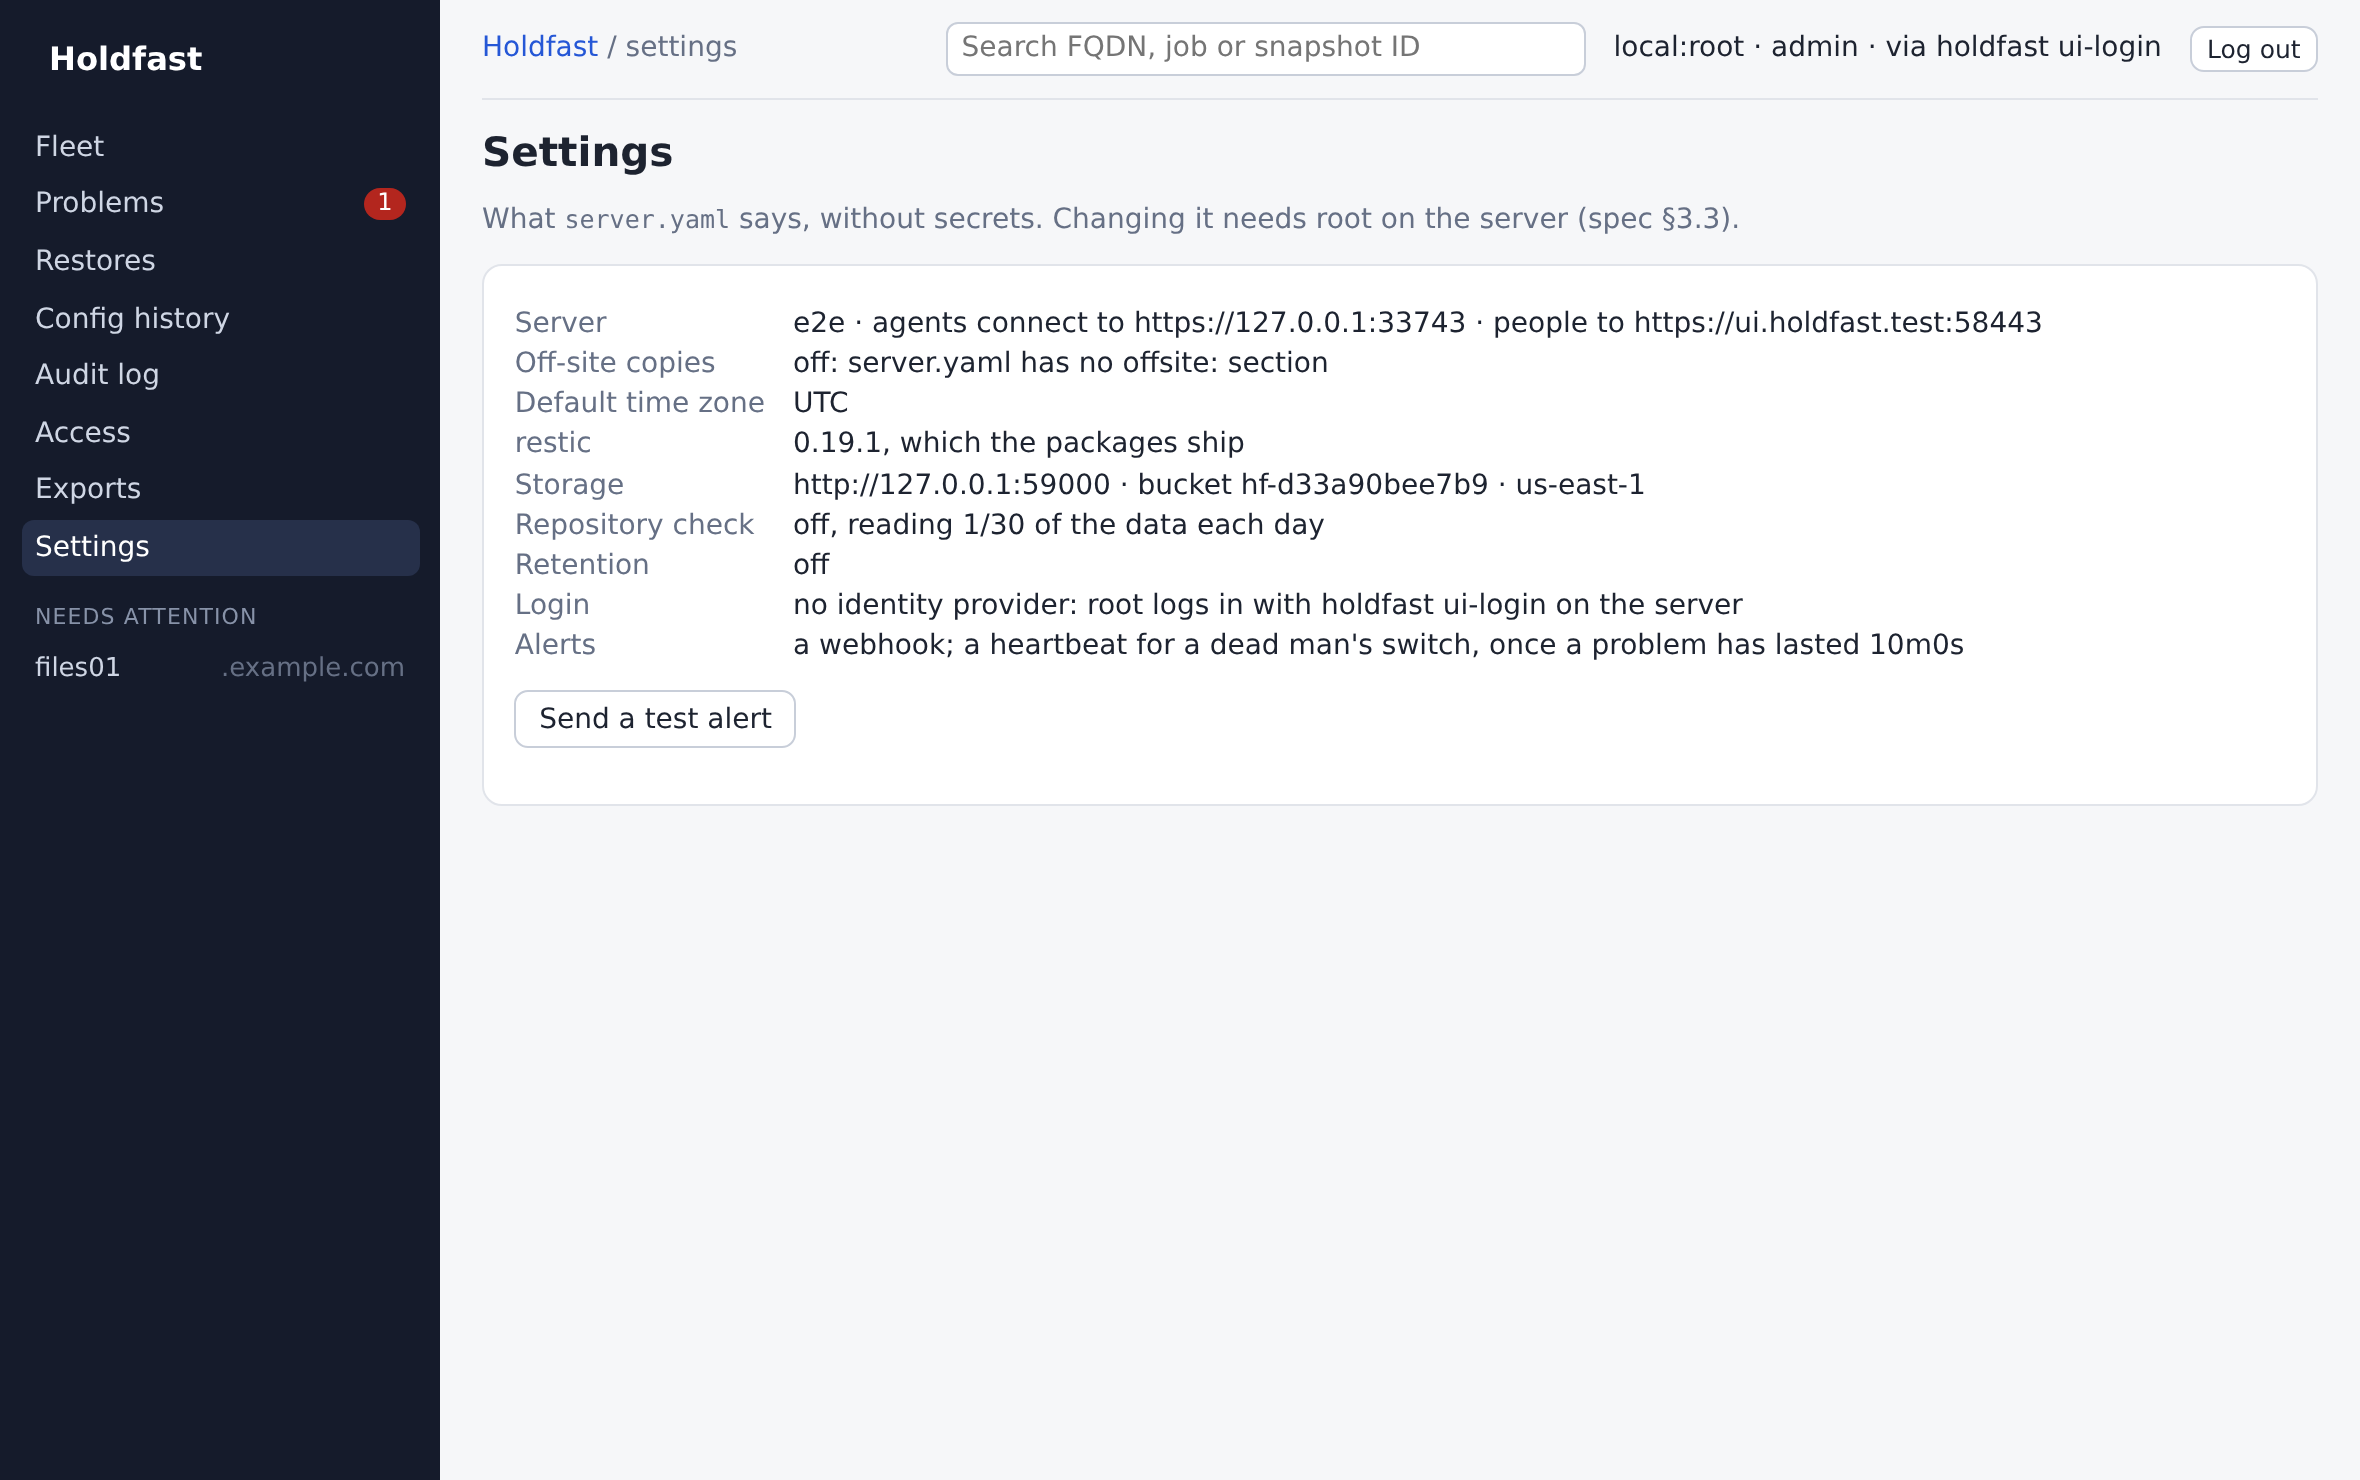 Holdfast
Fleet
Problems 1
Restores
Config history
Audit log
Access
Exports
Settings
NEEDS ATTENTION
files01 .example.com
Holdfast / settings
Search FQDN, job or snapshot ID
local:root · admin · via holdfast ui-login
Log out
Settings
What server.yaml says, without secrets. Changing it needs root on the server (spec §3.3).
Server e2e · agents connect to https://127.0.0.1:33743 · people to https://ui.holdfast.test:58443
Off-site copies off: server.yaml has no offsite: section
Default time zone UTC
restic 0.19.1, which the packages ship
Storage http://127.0.0.1:59000 · bucket hf-d33a90bee7b9 · us-east-1
Repository check off, reading 1/30 of the data each day
Retention off
Login no identity provider: root logs in with holdfast ui-login on the server
Alerts a webhook; a heartbeat for a dead man's switch, once a problem has lasted 10m0s
Send a test alert